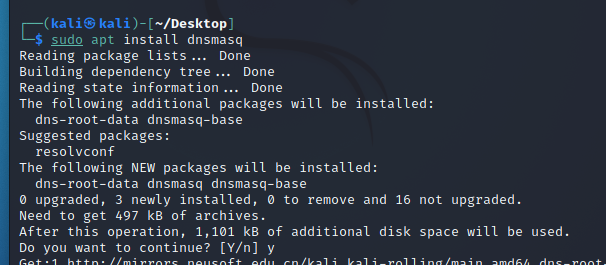 ┌──(kali㉿kali)-[~/Desktop]
└─$ sudo apt install dnsmasq
Reading package lists... Done
Building dependency tree... Done
Reading state information... Done
The following additional packages will be installed:
  dns-root-data dnsmasq-base
Suggested packages:
  resolvconf
The following NEW packages will be installed:
  dns-root-data dnsmasq dnsmasq-base
0 upgraded, 3 newly installed, 0 to remove and 16 not upgraded.
Need to get 497 kB of archives.
After this operation, 1,101 kB of additional disk space will be used.
Do you want to continue? [Y/n] y
Get:1 http://mirrors.neusoft.edu.cn/kali kali-rolling/main amd64 dns-root-